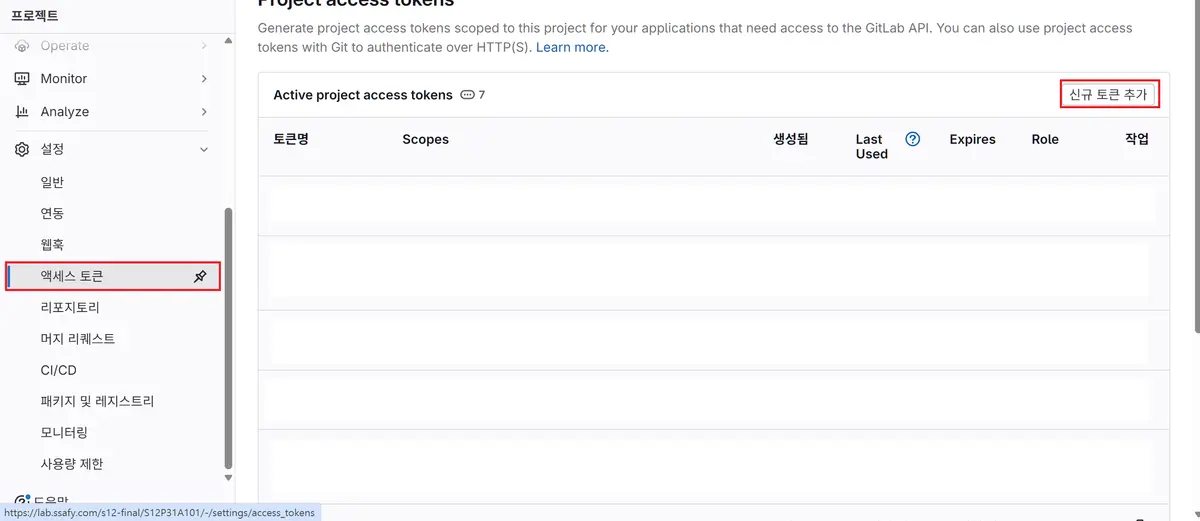 프로젝트
Operate
Monitor
Analyze
설정
일반
연동
웹훅
액세스 토큰
리포지토리
머지 리퀘스트
CI/CD
패키지 및 레지스트리
모니터링
사용량 제한
도움말
https://lab.ssafy.com/s12-final/S12P31A101/-/settings/access_tokens
Project access tokens
Generate project access tokens scoped to this project for your applications that need access to the GitLab API. You can also use project access
tokens with Git to authenticate over HTTP(S). Learn more.
Active project access tokens 7
신규 토큰 추가
토큰명 Scopes 생성됨 Last Used Expires Role 작업